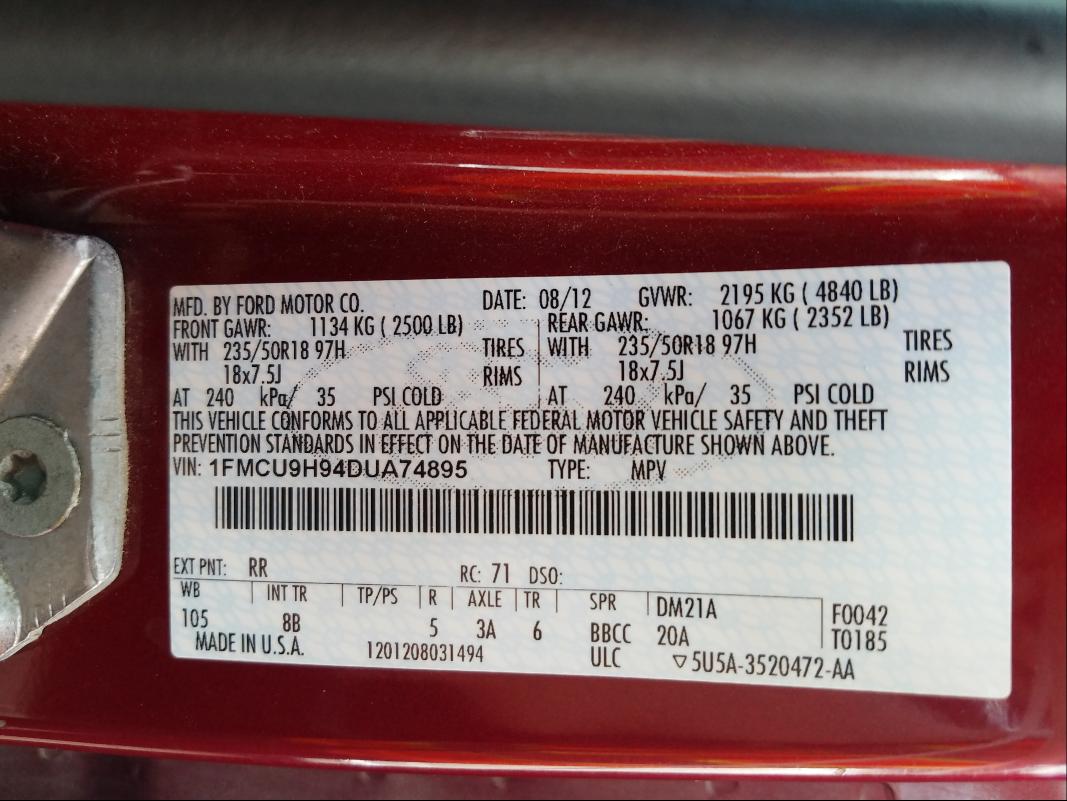 MFD. BY FORD MOTOR CO. DATE: 08/12 GVWR: 2195 KG ( 4840 LB)
FRONT GAWR: 1134 KG ( 2500 LB) REAR GAWR: 1067 KG ( 2352 LB)
WITH 235/50R18 97H TIRES WITH 235/50R18 97H TIRES
18x7.5J RIMS 18x7.5J RIMS
AT 240 kPa/ 35 PSI COLD AT 240 kPa/ 35 PSI COLD
THIS VEHICLE CONFORMS TO ALL APPLICABLE FEDERAL MOTOR VEHICLE SAFETY AND THEFT
PREVENTION STANDARDS IN EFFECT ON THE DATE OF MANUFACTURE SHOWN ABOVE.
VIN: 1FMCU9H94DUA74895 TYPE: MPV
EXT PNT: RR RC: 71 DSO:
WB INT TR TP/PS R AXLE TR SPR DM21A F0042
105 8B 5 3A 6 BBCC 20A T0185
MADE IN U.S.A. 1201208031494 ULC ▽5U5A-3520472-AA